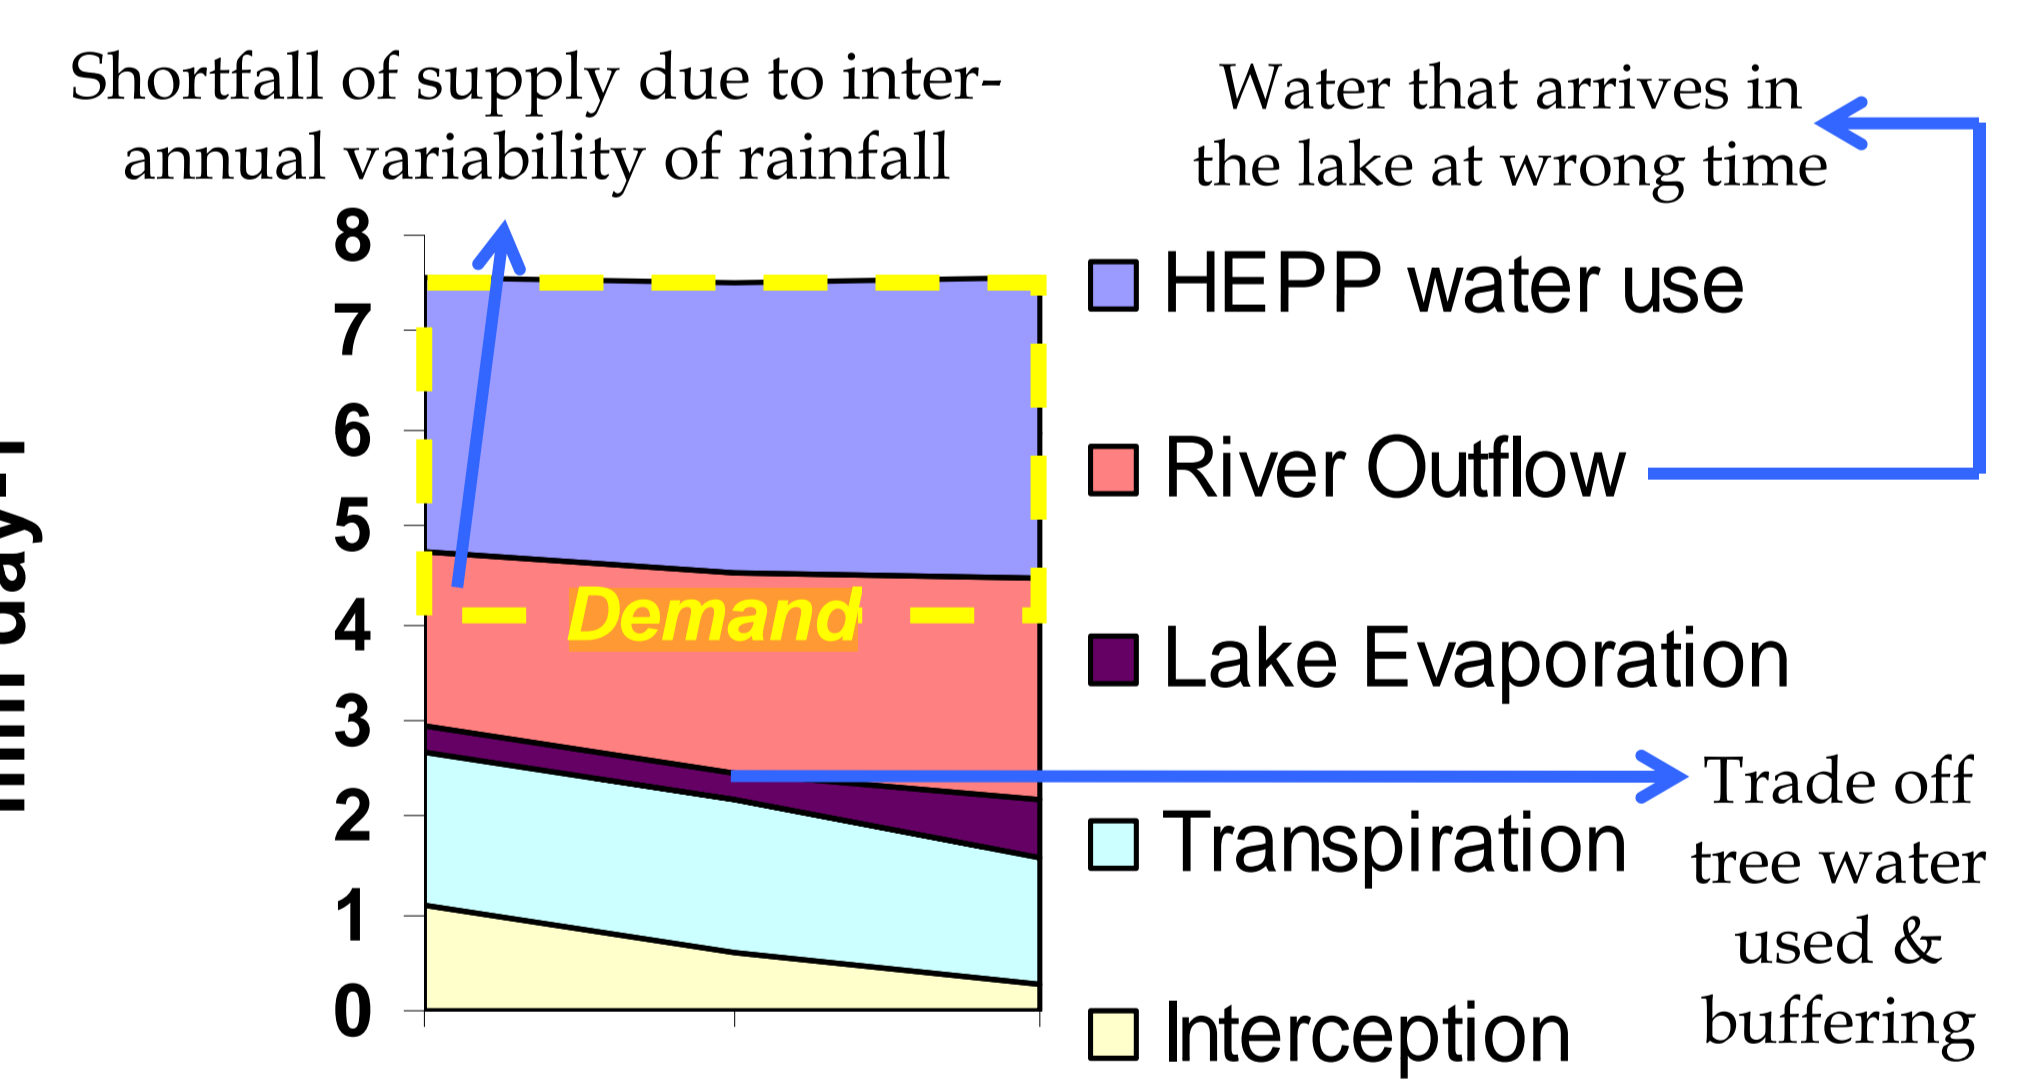 Shortfall of supply due to inter-
annual variability of rainfall
Water that arrives in
the lake at wrong time
8
7
6
5
4
3
2
1
0
Demand
HEPP water use
River Outflow
Lake Evaporation
Transpiration
Interception
Trade off
tree water
used &
buffering